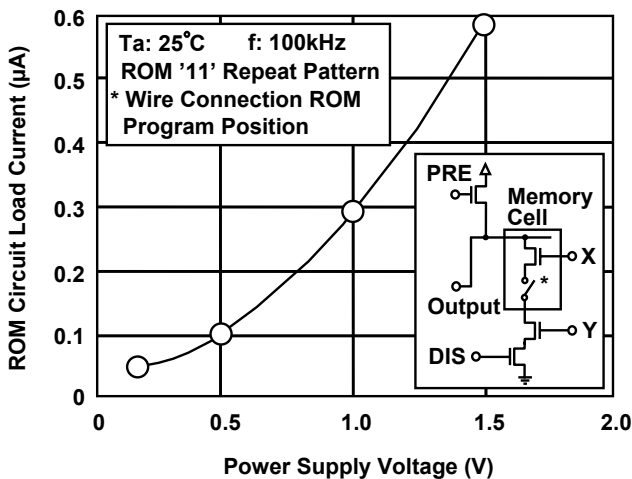 ROM Circuit Load Current (µA)
0.6
0.5
0.4
0.3
0.2
0.1
0
Ta: 25°C f: 100kHz
ROM '11' Repeat Pattern
* Wire Connection ROM
Program Position
PRE
Memory
Cell
X
*
Output
Y
DIS
0 0.5 1.0 1.5 2.0
Power Supply Voltage (V)